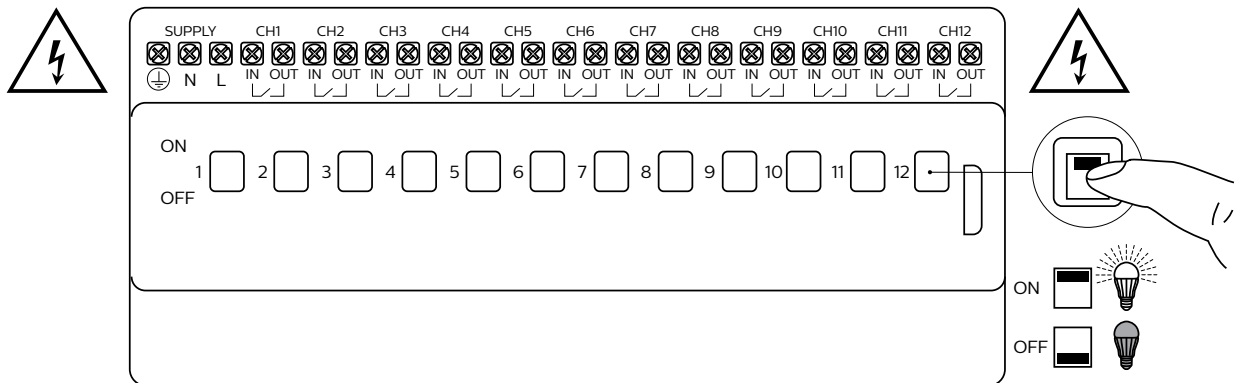 SUPPLY CH1 CH2 CH3 CH4 CH5 CH6 CH7 CH8 CH9 CH10 CH11 CH12
N L IN OUT IN OUT IN OUT IN OUT IN OUT IN OUT IN OUT IN OUT IN OUT IN OUT IN OUT IN OUT
ON
1 2 3 4 5 6 7 8 9 10 11 12
OFF
ON
OFF